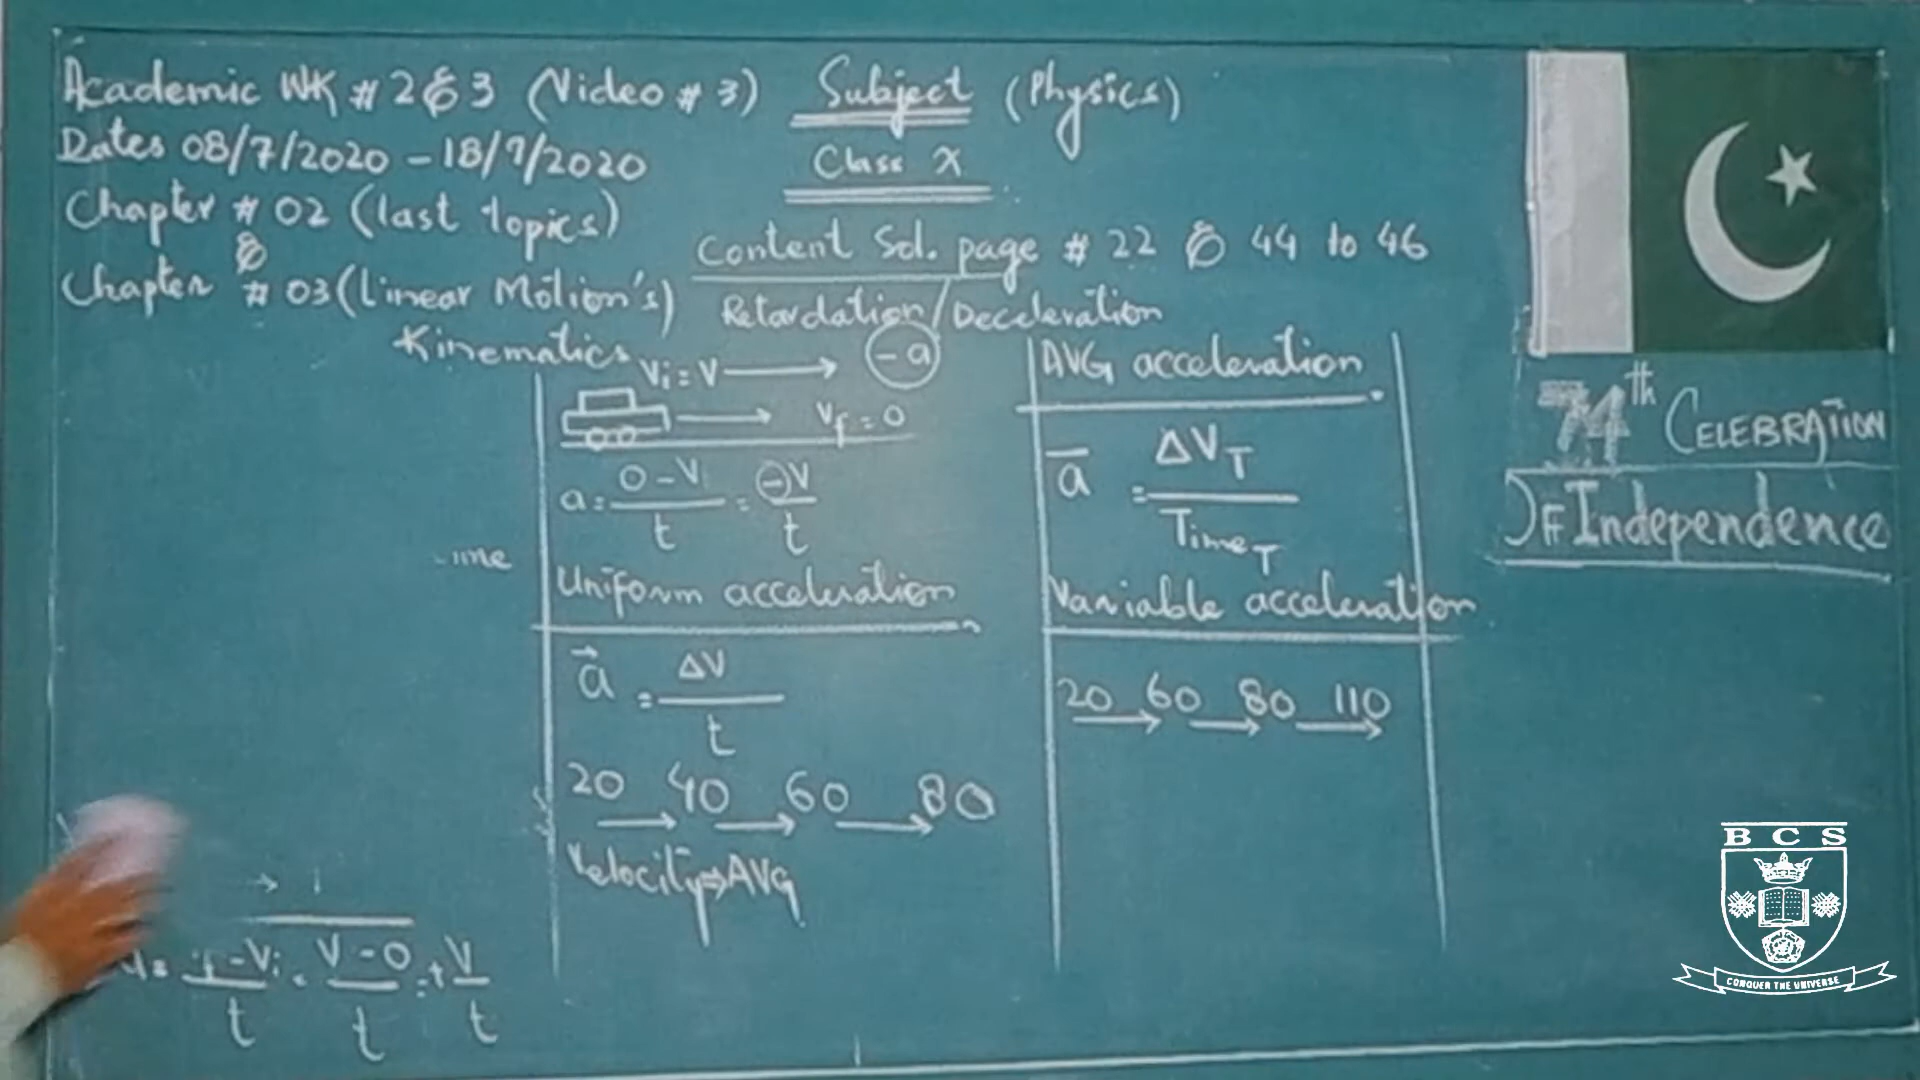 Academic WK # 2 & 3 (Video # 3)
Dates 08/7/2020 - 18/7/2020
Chapter # 02 (last topics)
&
Chapter # 03 (Linear Motion's)
Kinematics
Subject (Physics)
Class X
Content Sd. page # 22 & 44 to 46
Retardation/Deceleration
Vi = V → -a
→ Vf = 0
a = 0 - V / t = -V / t
Uniform acceleration
a⃗ = ΔV / t
20 → 40 → 60 → 80
Velocity ⇒ AVG
AVG acceleration
a̅ = ΔV_T / Time_T
Variable acceleration
20 → 60 → 80 → 110
- Vi / t = V - 0 / t = + V / t
74th CELEBRATION
OF Independence
BCS
CONQUER THE UNIVERSE